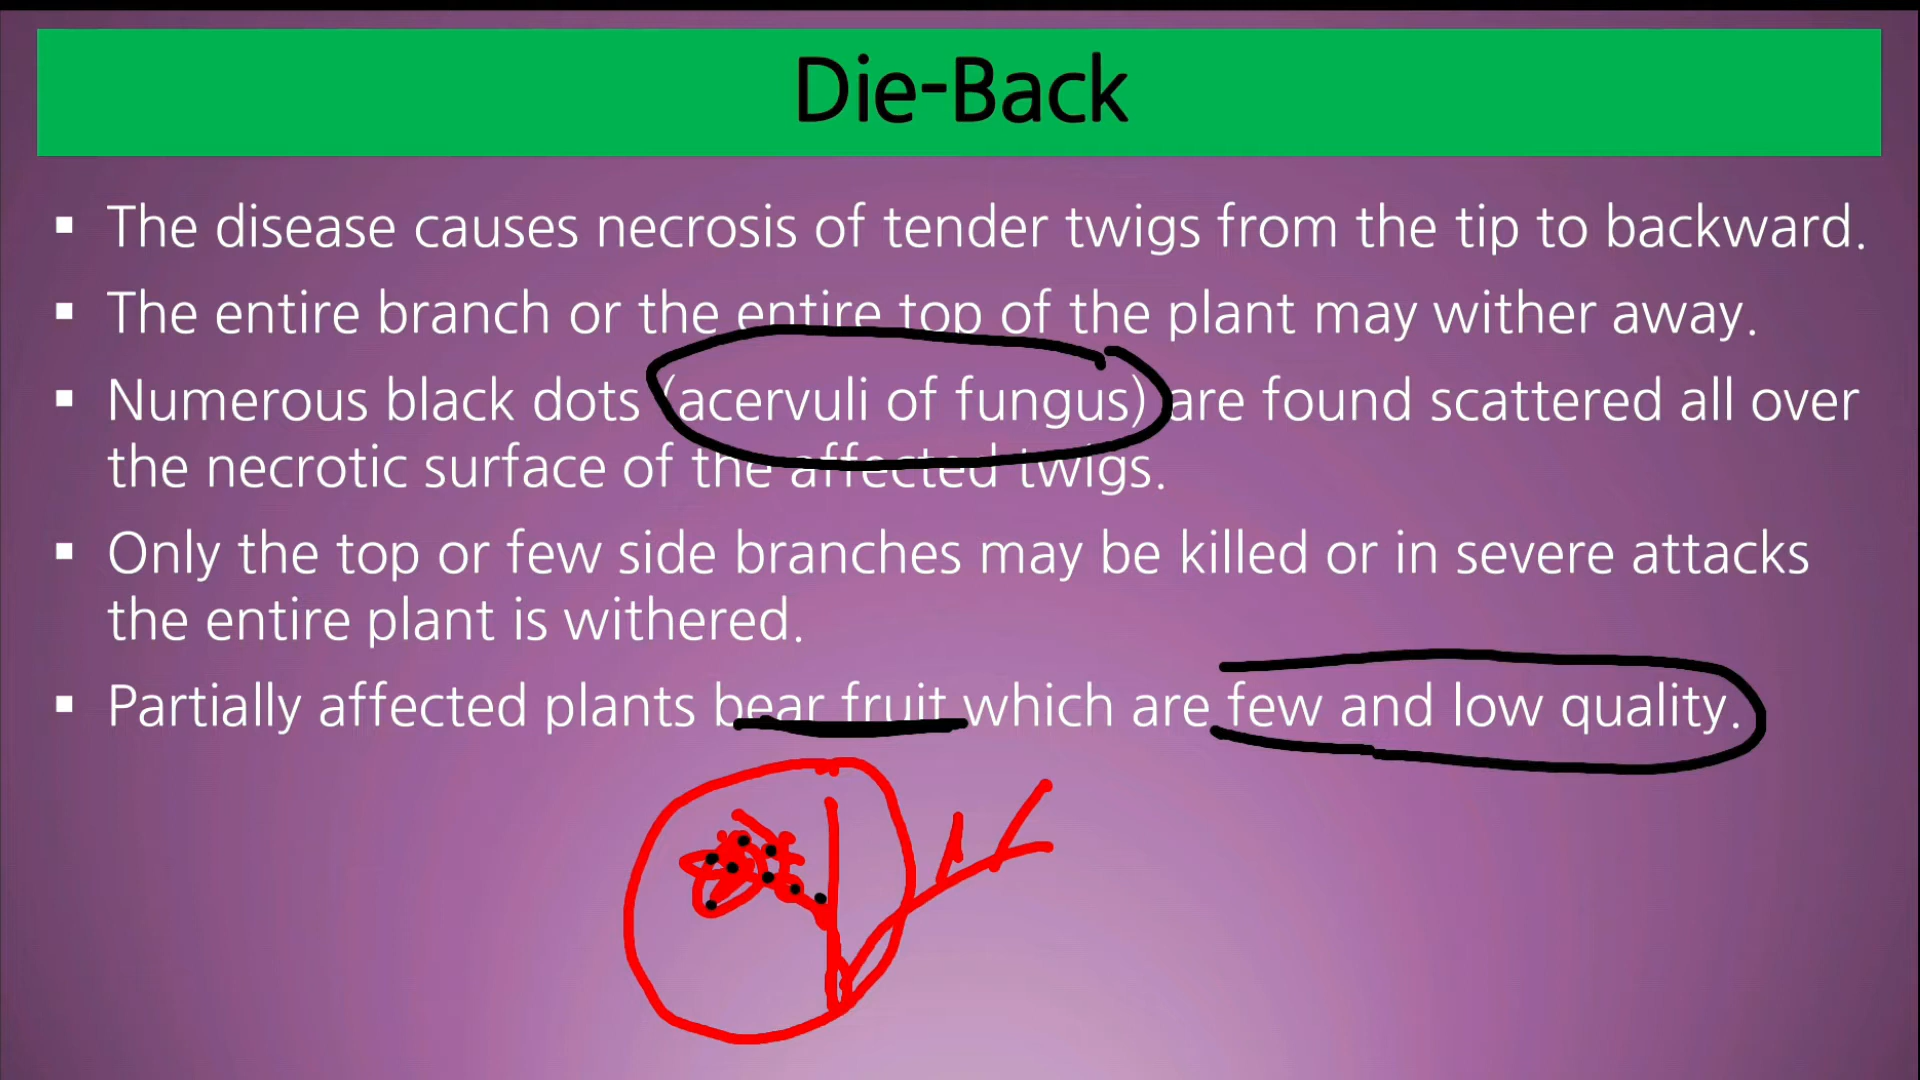 Die-Back
▪ The disease causes necrosis of tender twigs from the tip to backward.
▪ The entire branch or the entire top of the plant may wither away.
▪ Numerous black dots (acervuli of fungus) are found scattered all over
the necrotic surface of the affected twigs.
▪ Only the top or few side branches may be killed or in severe attacks
the entire plant is withered.
▪ Partially affected plants bear fruit which are few and low quality.